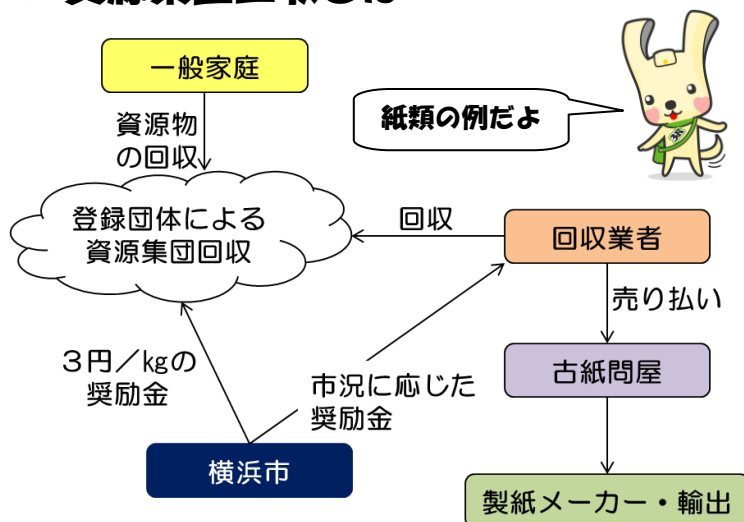 一般家庭
紙類の例だよ
資源物
の回収
登録団体による
資源集団回収
回収
回収業者
売り払い
3円/kgの
奨励金
市況に応じた
奨励金
古紙問屋
横浜市
製紙メーカー・輸出